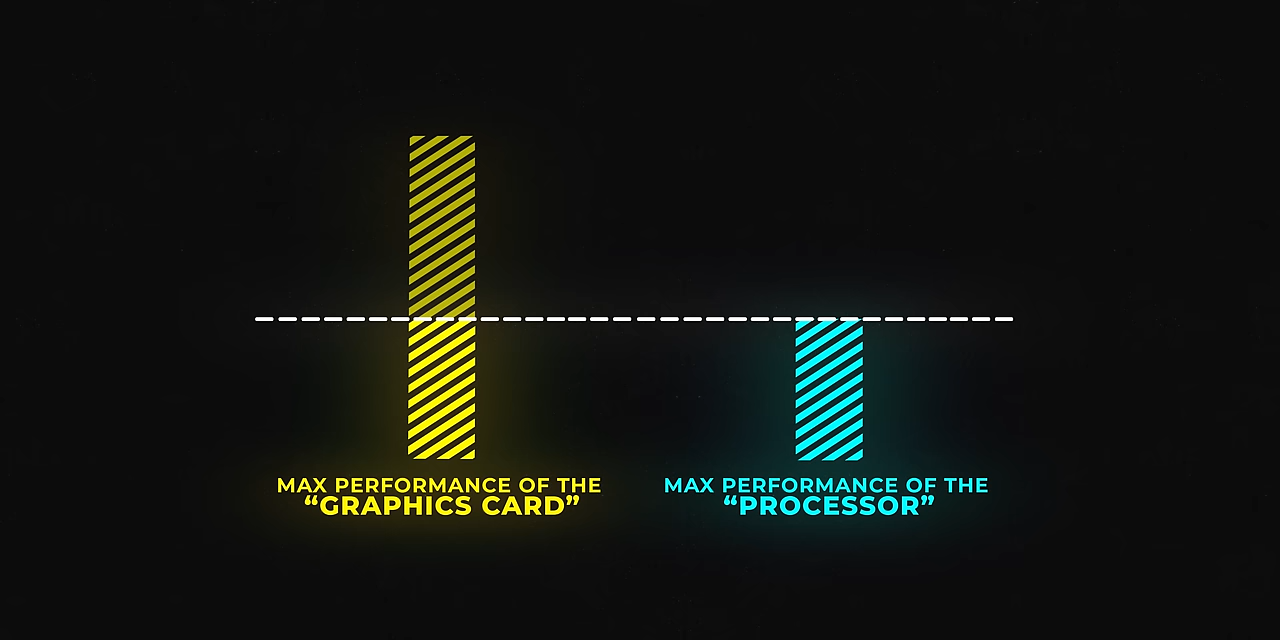 MAX PERFORMANCE OF THE
“GRAPHICS CARD”
MAX PERFORMANCE OF THE
“PROCESSOR”